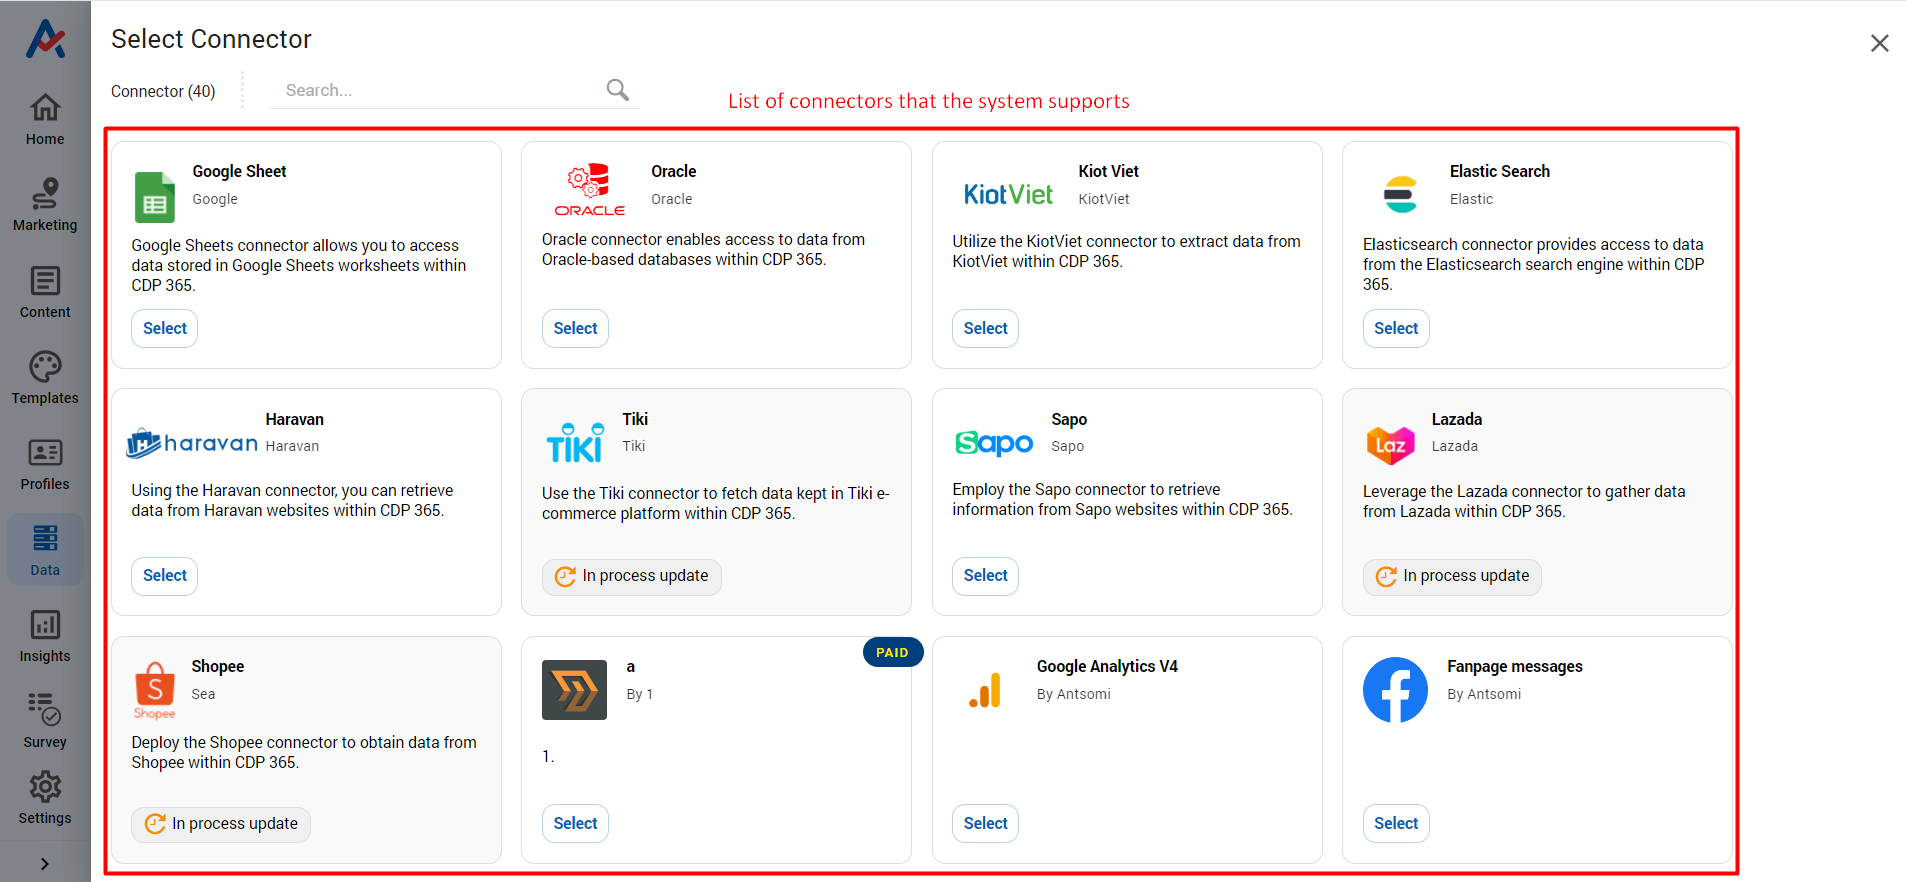 Select Connector
Connector (40)
Search...
List of connectors that the system supports
Home
Marketing
Content
Templates
Profiles
Data
Insights
Survey
Settings
Google Sheet
Google
Google Sheets connector allows you to access
data stored in Google Sheets worksheets within
CDP 365.
Select
ORACLE
Oracle
Oracle
Oracle connector enables access to data from
Oracle-based databases within CDP 365.
Select
KiotViet
Kiot Viet
KiotViet
Utilize the KiotViet connector to extract data from
KiotViet within CDP 365.
Select
Elastic Search
Elastic
Elasticsearch connector provides access to data
from the Elasticsearch search engine within CDP
365.
Select
haravan
Haravan
Haravan
Using the Haravan connector, you can retrieve
data from Haravan websites within CDP 365.
Select
TIKI
Tiki
Tiki
Use the Tiki connector to fetch data kept in Tiki e-
commerce platform within CDP 365.
In process update
Sapo
Sapo
Sapo
Employ the Sapo connector to retrieve
information from Sapo websites within CDP 365.
Select
Laz
Lazada
Lazada
Leverage the Lazada connector to gather data
from Lazada within CDP 365.
In process update
S
Shopee
Shopee
Sea
Deploy the Shopee connector to obtain data from
Shopee within CDP 365.
In process update
PAID
a
By 1
1.
Select
Google Analytics V4
By Antsomi
Select
Fanpage messages
By Antsomi
Select